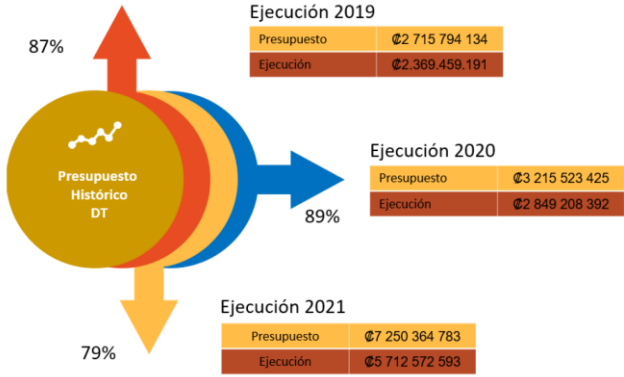 Ejecución 2019
Presupuesto ₡2 715 794 134
Ejecución ₡2.369.459.191
87%
Presupuesto
Histórico
DT
Ejecución 2020
Presupuesto ₡3 215 523 425
Ejecución ₡2 849 208 392
89%
Ejecución 2021
Presupuesto ₡7 250 364 783
Ejecución ₡5 712 572 593
79%